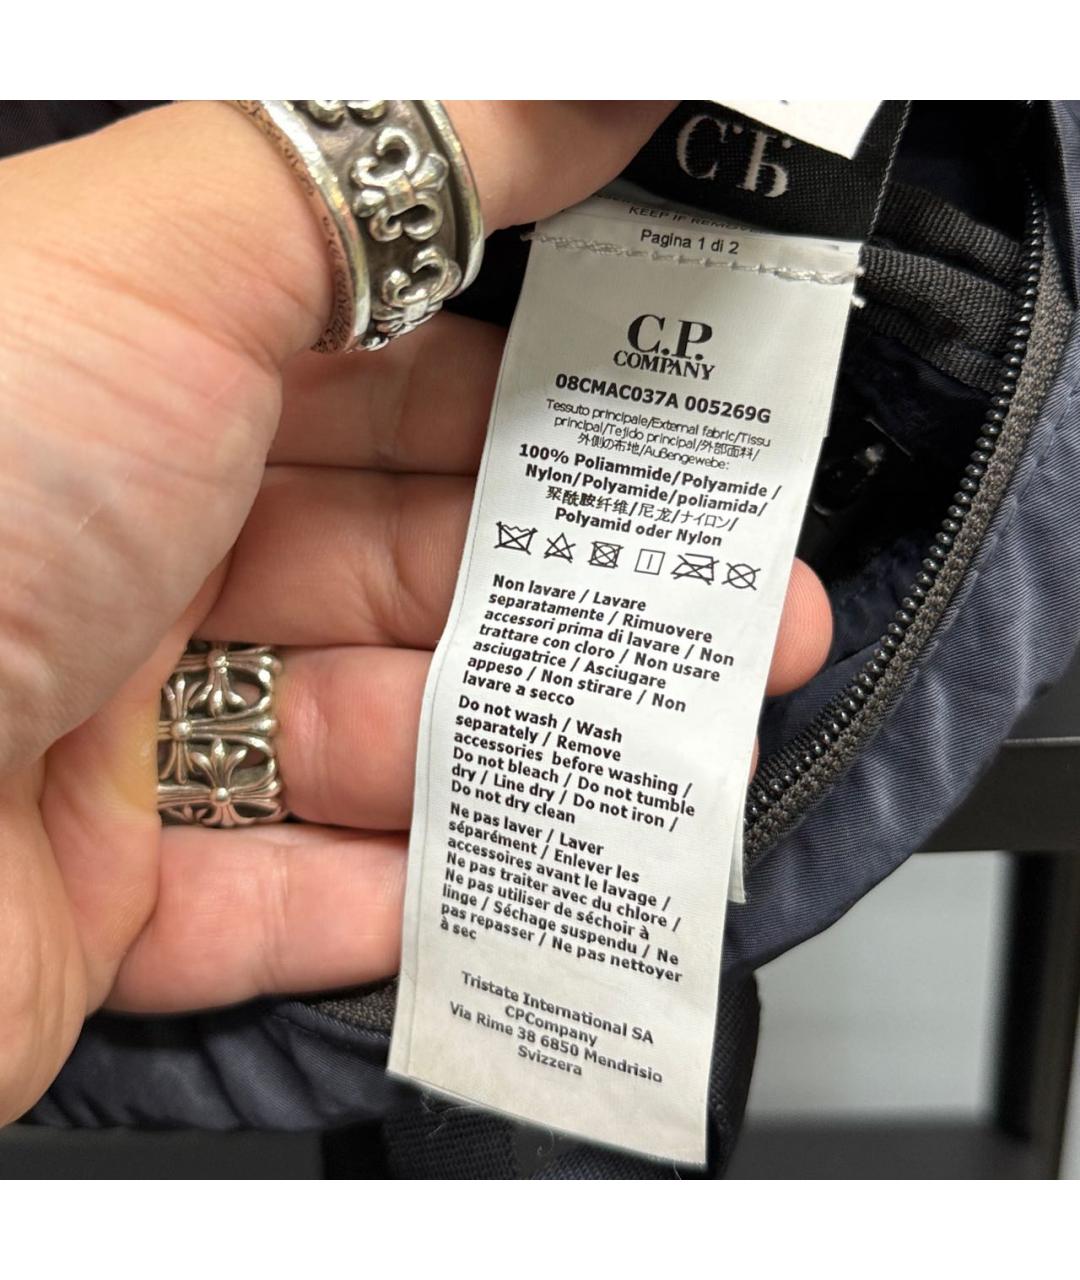 KEEP IF REMOVE
Pagina 1 di 2
C.P.
COMPANY
08CMAC037A 005269G
Tessuto principale/External fabric/Tissu
principal/Tejido principal/外部面料/
外側の布地/Außengewebe:
100% Poliammide/Polyamide /
Nylon/Polyamide/poliamida/
聚酰胺纤维/尼龙/ナイロン/
Polyamid oder Nylon
Non lavare / Lavare
separatamente / Rimuovere
accessori prima di lavare / Non
trattare con cloro / Non usare
asciugatrice / Asciugare
appeso / Non stirare / Non
lavare a secco
Do not wash / Wash
separately / Remove
accessories before washing /
Do not bleach / Do not tumble
dry / Line dry / Do not iron /
Do not dry clean
Ne pas laver / Laver
séparément / Enlever les
accessoires avant le lavage /
Ne pas traiter avec du chlore /
Ne pas utiliser de séchoir à
linge / Séchage suspendu / Ne
pas repasser / Ne pas nettoyer
à sec
Tristate International SA
CPCompany
Via Rime 38 6850 Mendrisio
Svizzera